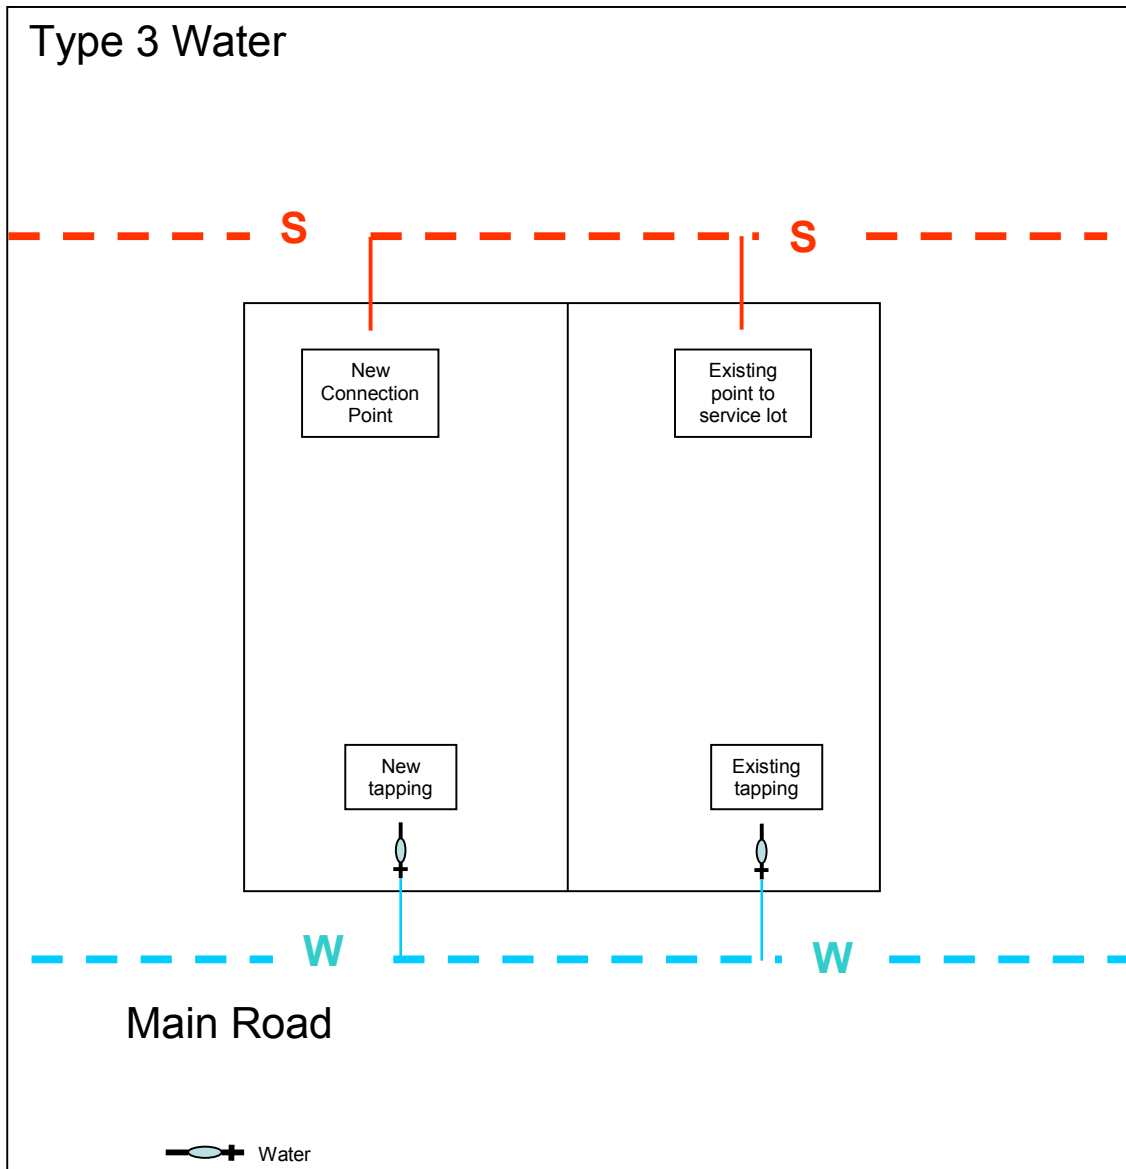 Type 3 Water
S
S
New
Connection
Point
Existing
point to
service lot
New
tapping
Existing
tapping
W
W
Main Road
Water